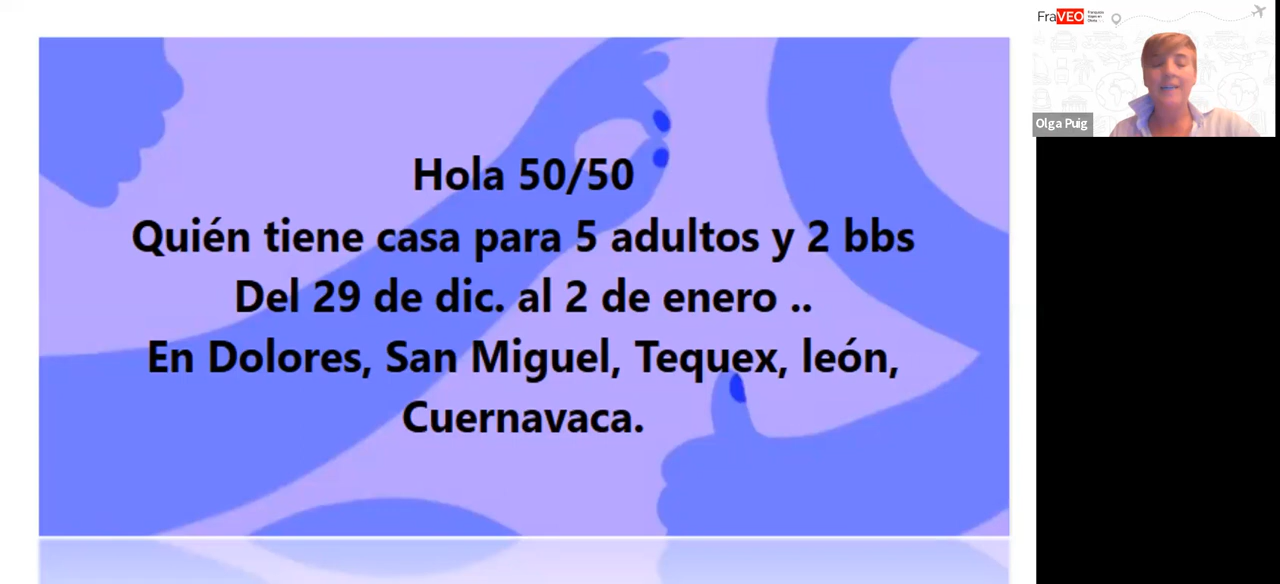 Hola 50/50
Quién tiene casa para 5 adultos y 2 bbs
Del 29 de dic. al 2 de enero ..
En Dolores, San Miguel, Tequex, león,
Cuernavaca.
FraVEO
Olga Puig